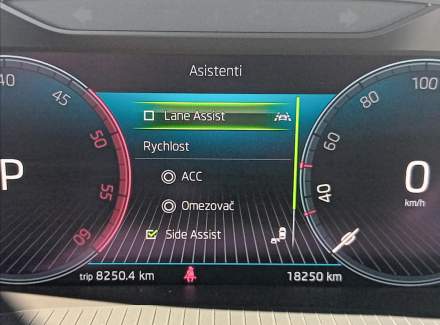 Asistenti
40
45
50
55
60
P
Lane Assist
Rychlost
ACC
Omezovač
Side Assist
100
80
60
40
0
km/h
trip 8250.4 km
18250 km